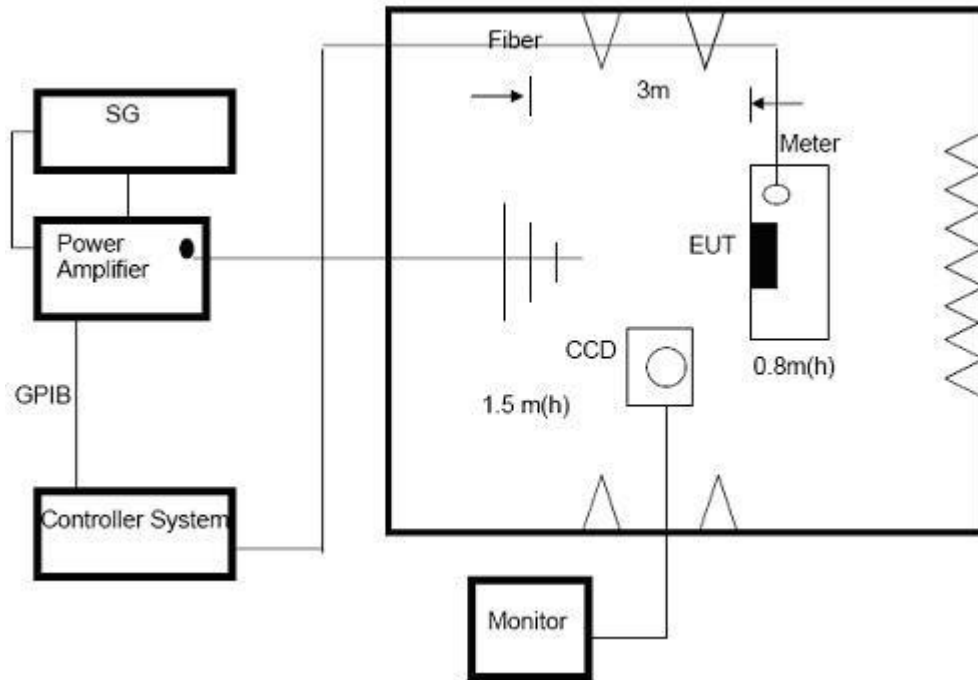 Fiber
3m
SG
Meter
Power
Amplifier
EUT
CCD
0.8m(h)
GPIB
1.5 m(h)
Controller System
Monitor